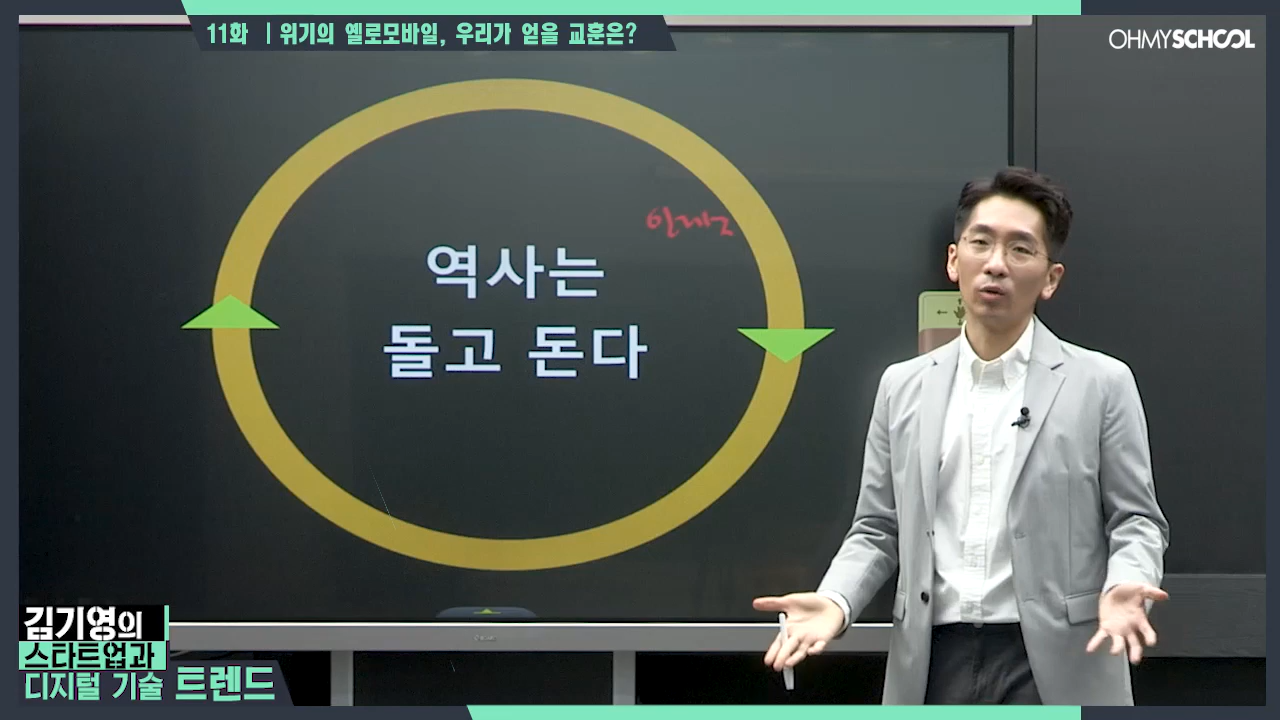 11화 | 위기의 옐로모바일, 우리가 얻을 교훈은?
OHMYSCHOOL
역사는
돌고 돈다
김기영의
스타트업과
디지털 기술 트렌드